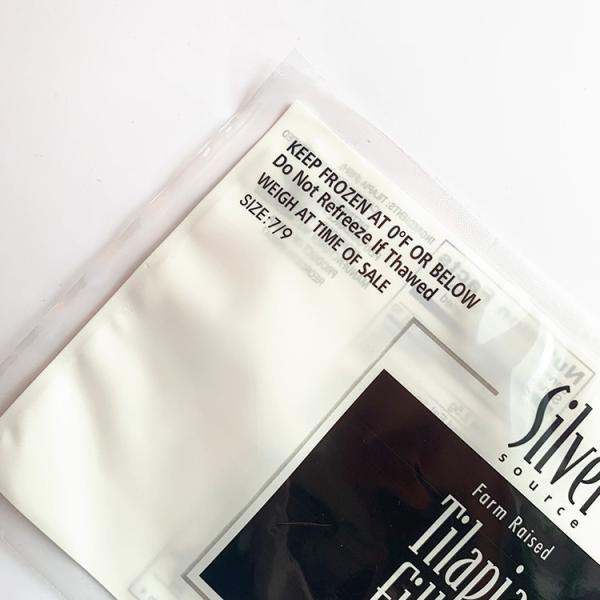 KEEP FROZEN AT 0°F OR BELOW
Do Not Refreeze If Thawed
WEIGH AT TIME OF SALE
SIZE:7/9
Silver
source
Farm Raised
Tilapia